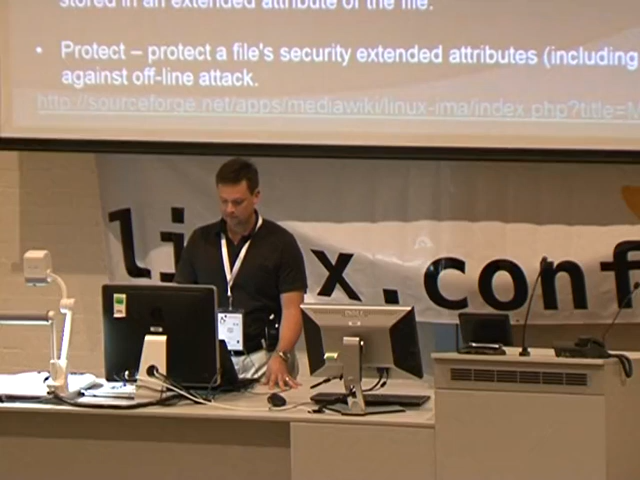 stored in an extended attribute of the file.
• Protect – protect a file's security extended attributes (including
against off-line attack.
http://sourceforge.net/apps/mediawiki/linux-ima/index.php?title=M
linux.conf
DELL